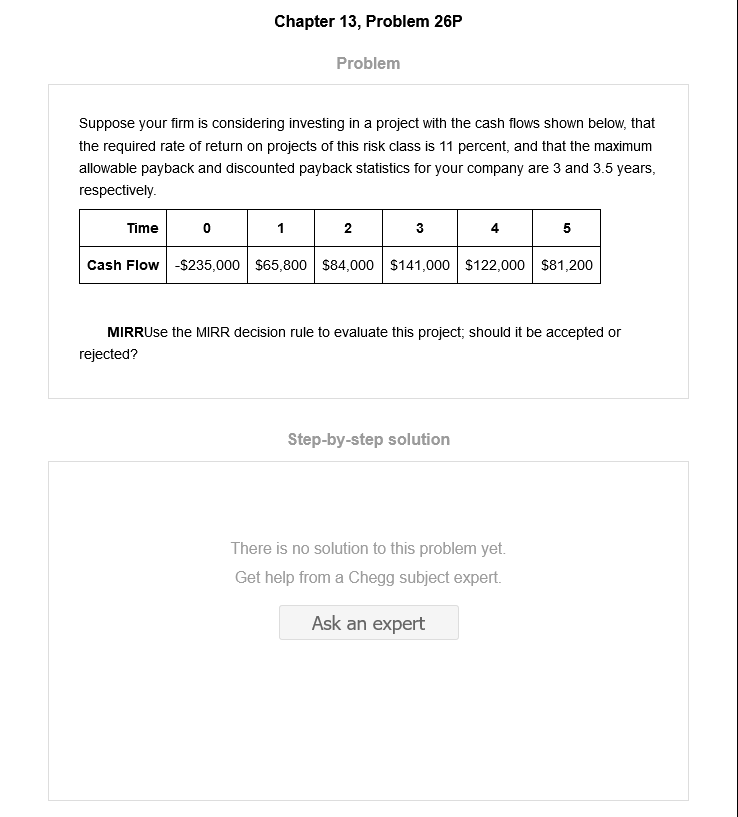 Chapter 13, Problem 26P
Problem
Suppose your firm is considering investing in a project with the cash flows shown below, that
the required rate of return on projects of this risk class is 11 percent, and that the maximum
allowable payback and discounted payback statistics for your company are 3 and 3.5 years,
respectively.
Time 0 1 2 3 4 5
Cash Flow -$235,000 $65,800 $84,000 $141,000 $122,000 $81,200
MIRRUse the MIRR decision rule to evaluate this project; should it be accepted or
rejected?
Step-by-step solution
There is no solution to this problem yet.
Get help from a Chegg subject expert.
Ask an expert